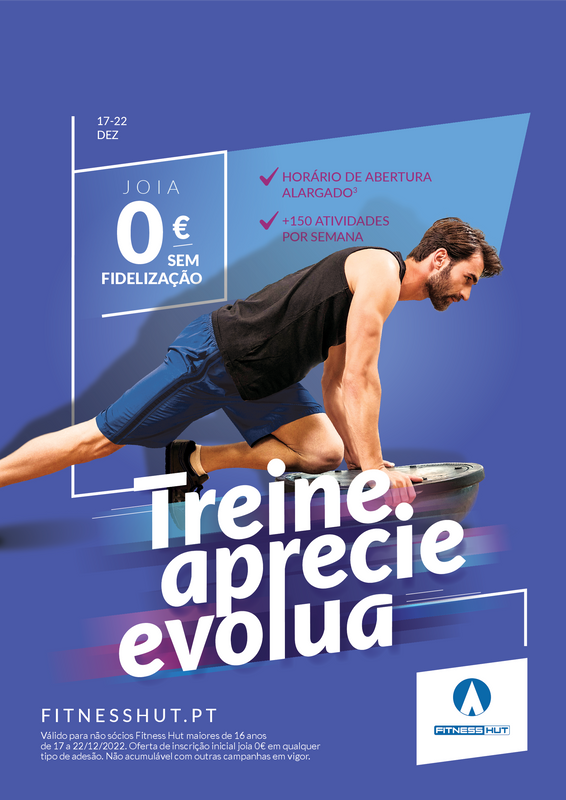 17-22
DEZ
JOIA
0€
SEM
FIDELIZAÇÃO
HORÁRIO DE ABERTURA
ALARGADO³
+150 ATIVIDADES
POR SEMANA
Treine
aprecie
evolua
FITNESSHUT.PT
Válido para não sócios Fitness Hut maiores de 16 anos
de 17 a 22/12/2022. Oferta de inscrição inicial joia 0€ em qualquer
tipo de adesão. Não acumulável com outras campanhas em vigor.
FITNESS HUT